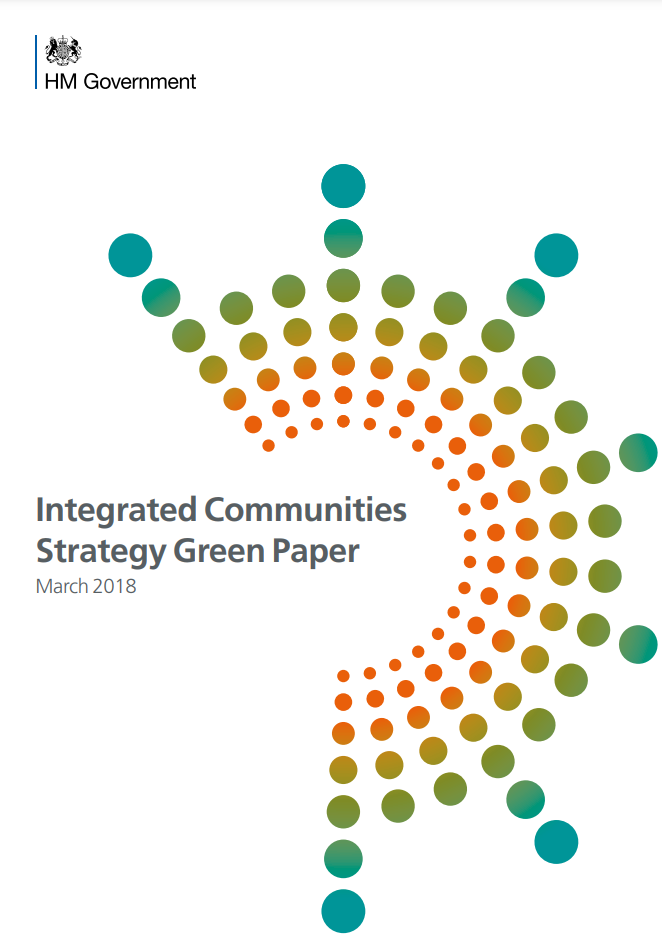 HM Government
Integrated Communities
Strategy Green Paper
March 2018